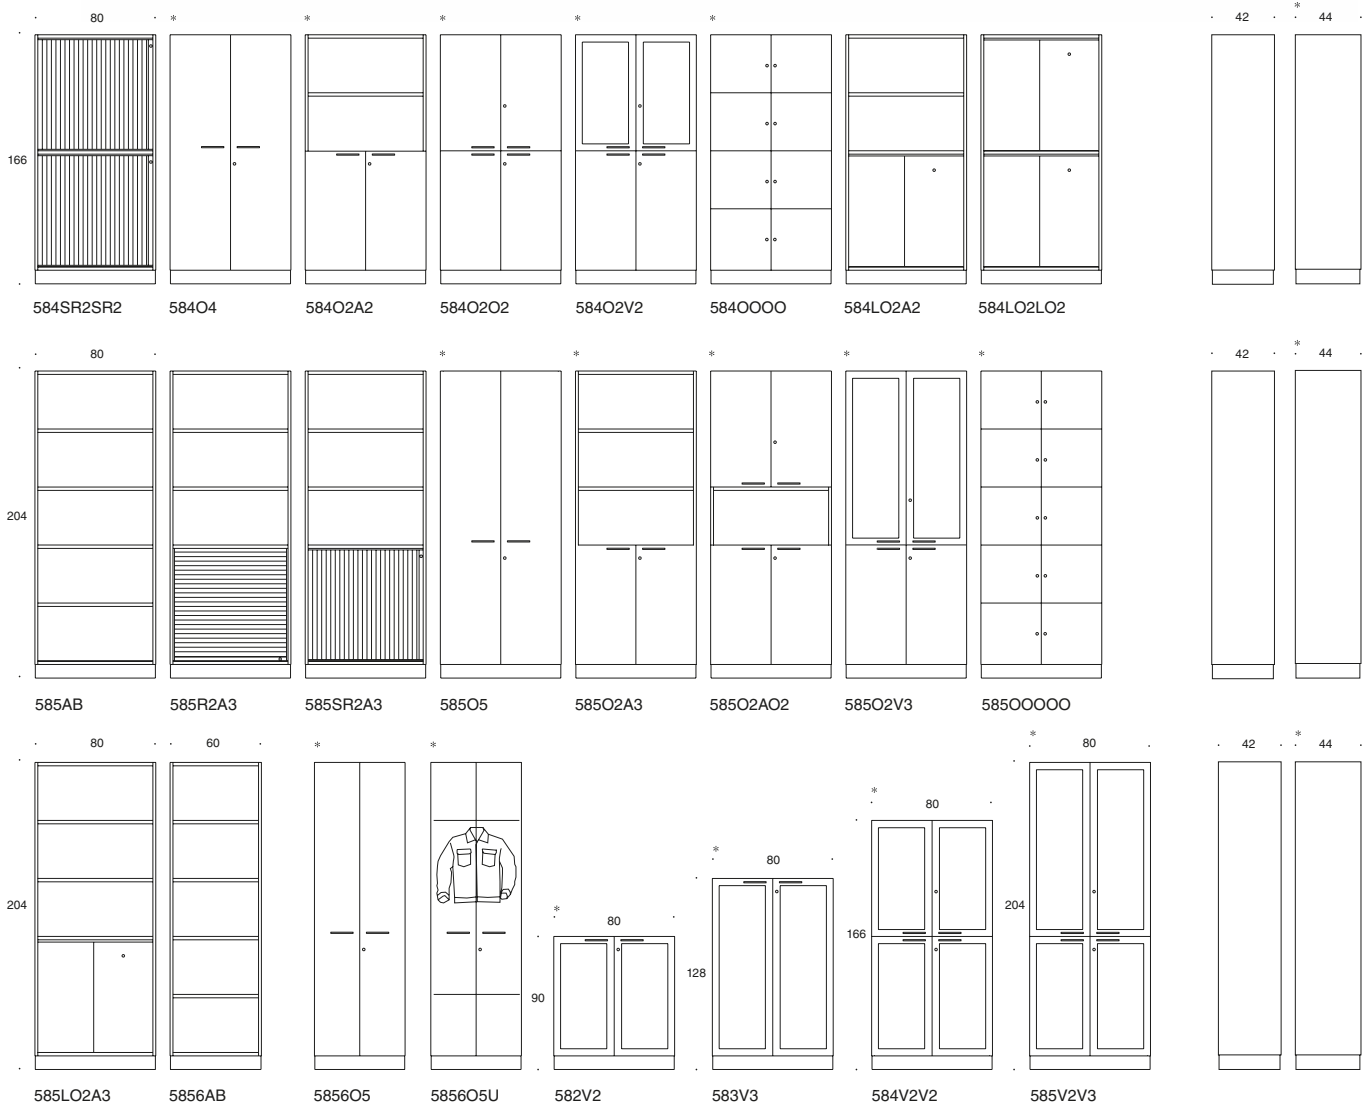 80 * * * * * 42 * 44
166
584SR2SR2 584O4 584O2A2 584O2O2 584O2V2 584OOOO 584LO2A2 584LO2LO2
80 * * * * * 42 * 44
204
585AB 585R2A3 585SR2A3 585O5 585O2A3 585O2AO2 585O2V3 585OOOOO
80 60 * * * 80 42 * 44
* 80
* 80
* 80
204 204
166
128
90
585LO2A3 5856AB 5856O5 5856O5U 582V2 583V3 584V2V2 585V2V3